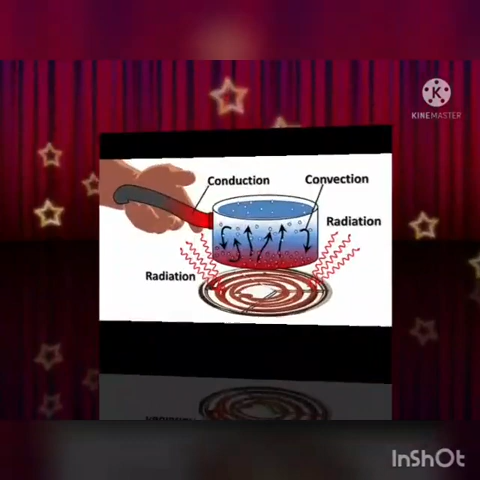 KINEMASTER
Conduction
Convection
Radiation
Radiation
InShOt